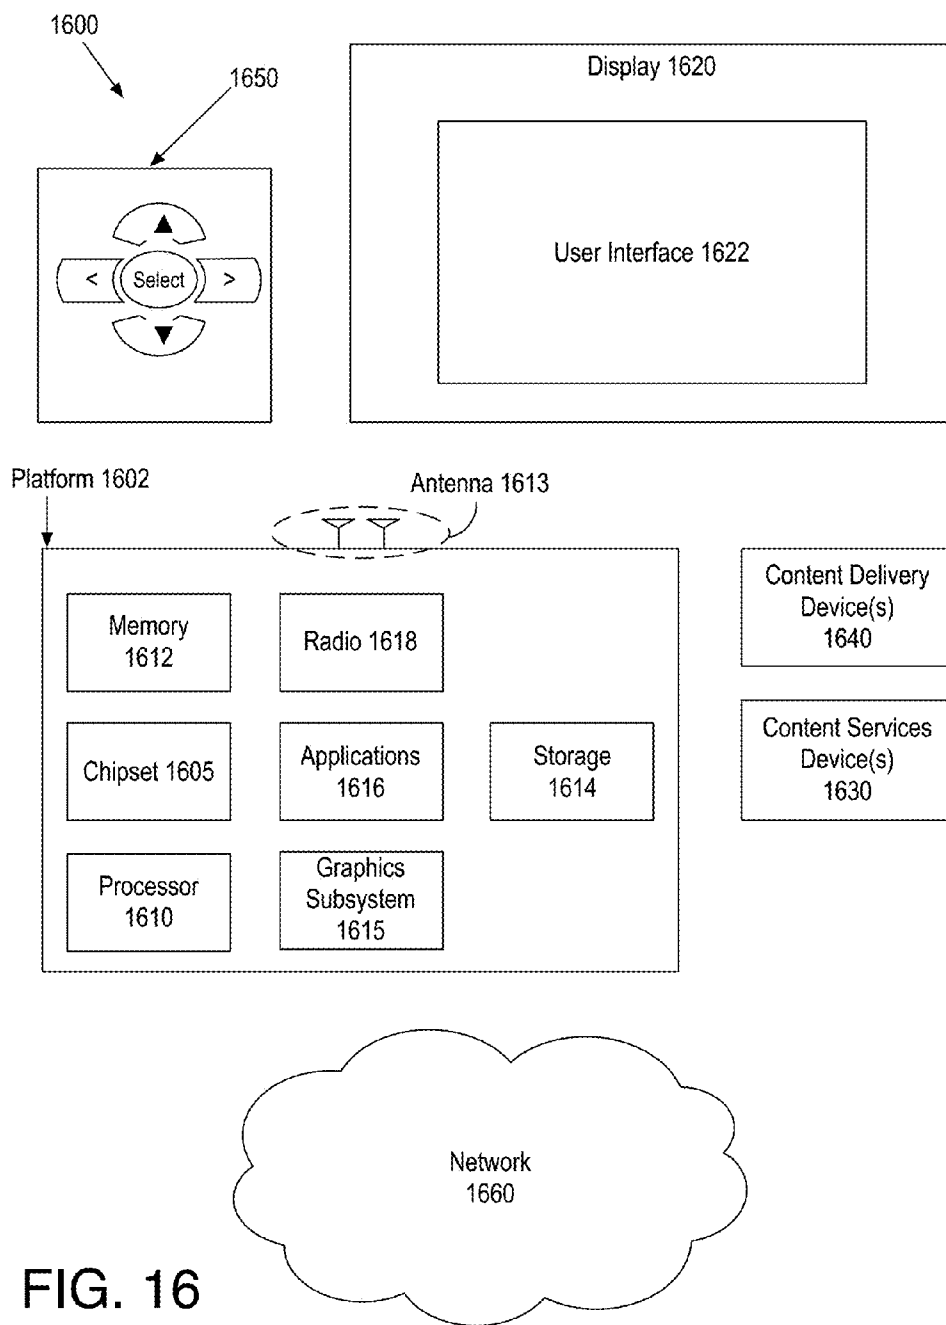 1600
1650
Display 1620
User Interface 1622
<
Select
>
Platform 1602
Antenna 1613
Memory
1612
Radio 1618
Content Delivery
Device(s)
1640
Chipset 1605
Applications
1616
Storage
1614
Content Services
Device(s)
1630
Processor
1610
Graphics
Subsystem
1615
Network
1660
FIG. 16